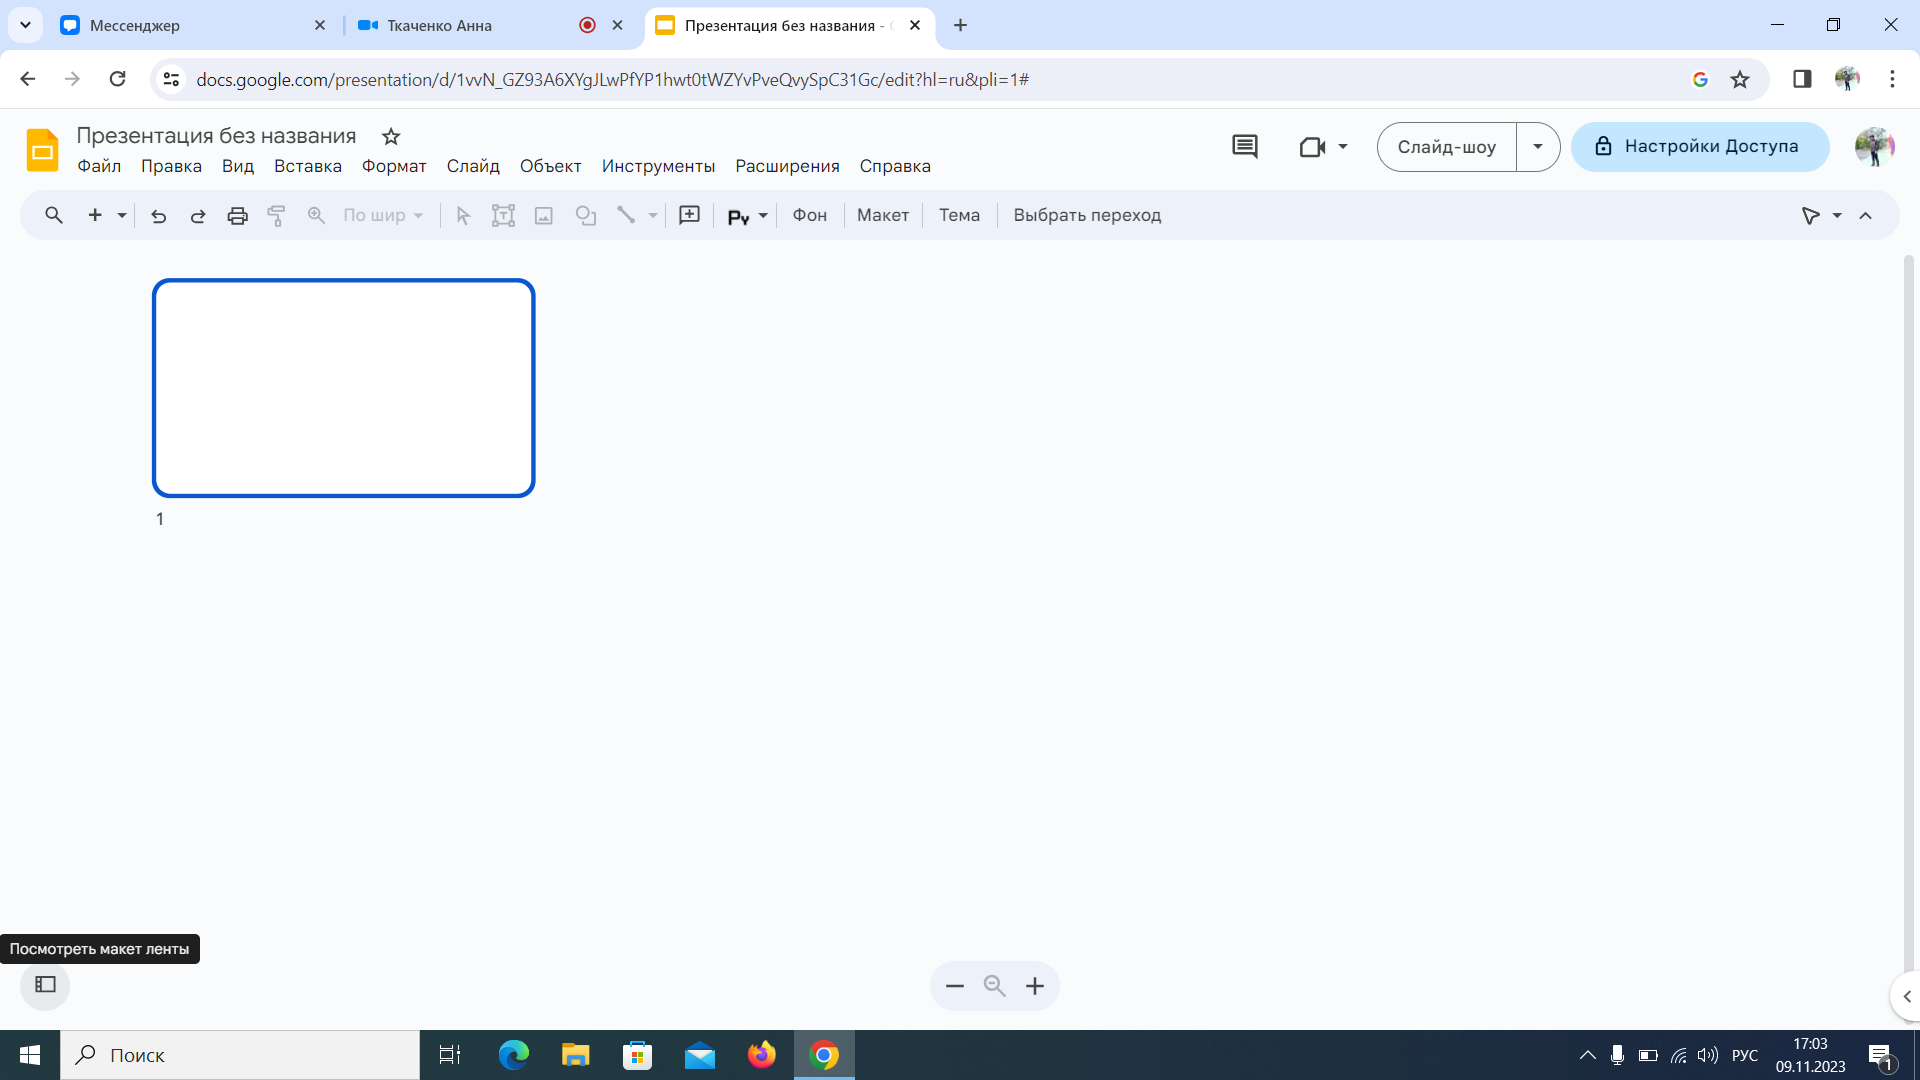 Мессенджер
Ткаченко Анна
Презентация без названия -
docs.google.com/presentation/d/1vvN_GZ93A6XYgJLwPfYP1hwt0tWZYvPveQvySpC31Gc/edit?hl=ru&pli=1#
Презентация без названия
Файл Правка Вид Вставка Формат Слайд Объект Инструменты Расширения Справка
Слайд-шоу
Настройки Доступа
По шир
Фон Макет Тема Выбрать переход
1
Посмотреть макет ленты
Поиск
РУС
17:03
09.11.2023
1